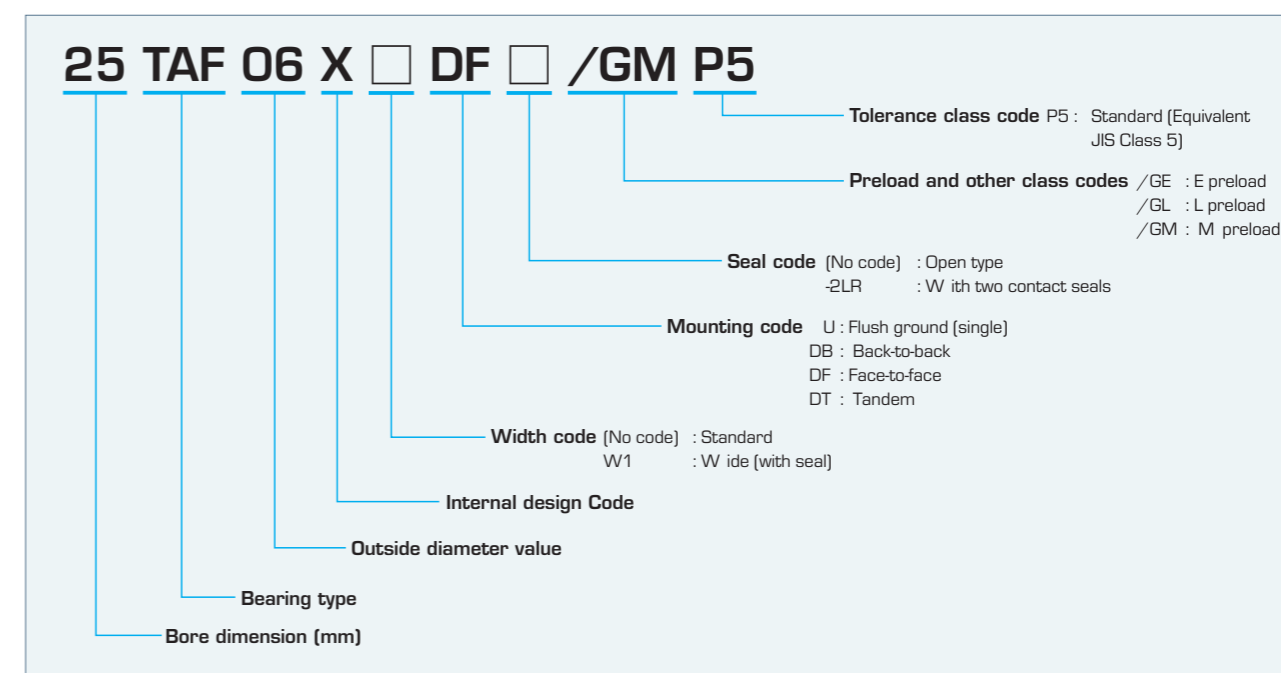 25 TAF 06 X □ DF □ /GM P5
Tolerance class code P5 : Standard (Equivalent
JIS Class 5)
Preload and other class codes /GE : E preload
/GL : L preload
/GM : M preload
Seal code (No code) : Open type
-2LR : W ith two contact seals
Mounting code U : Flush ground (single)
DB : Back-to-back
DF : Face-to-face
DT : Tandem
Width code (No code) : Standard
W1 : W ide (with seal)
Internal design Code
Outside diameter value
Bearing type
Bore dimension (mm)